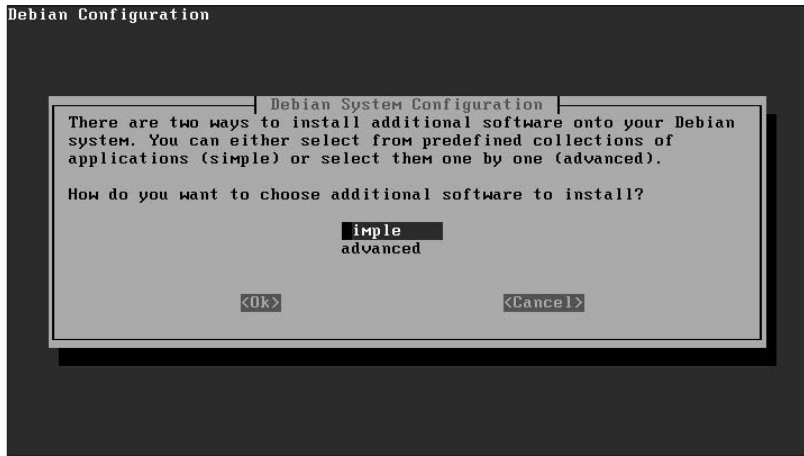 Debian Configuration
Debian System Configuration
There are two ways to install additional software onto your Debian
system. You can either select from predefined collections of
applications (simple) or select them one by one (advanced).
How do you want to choose additional software to install?
imple
advanced
<Ok> <Cancel>